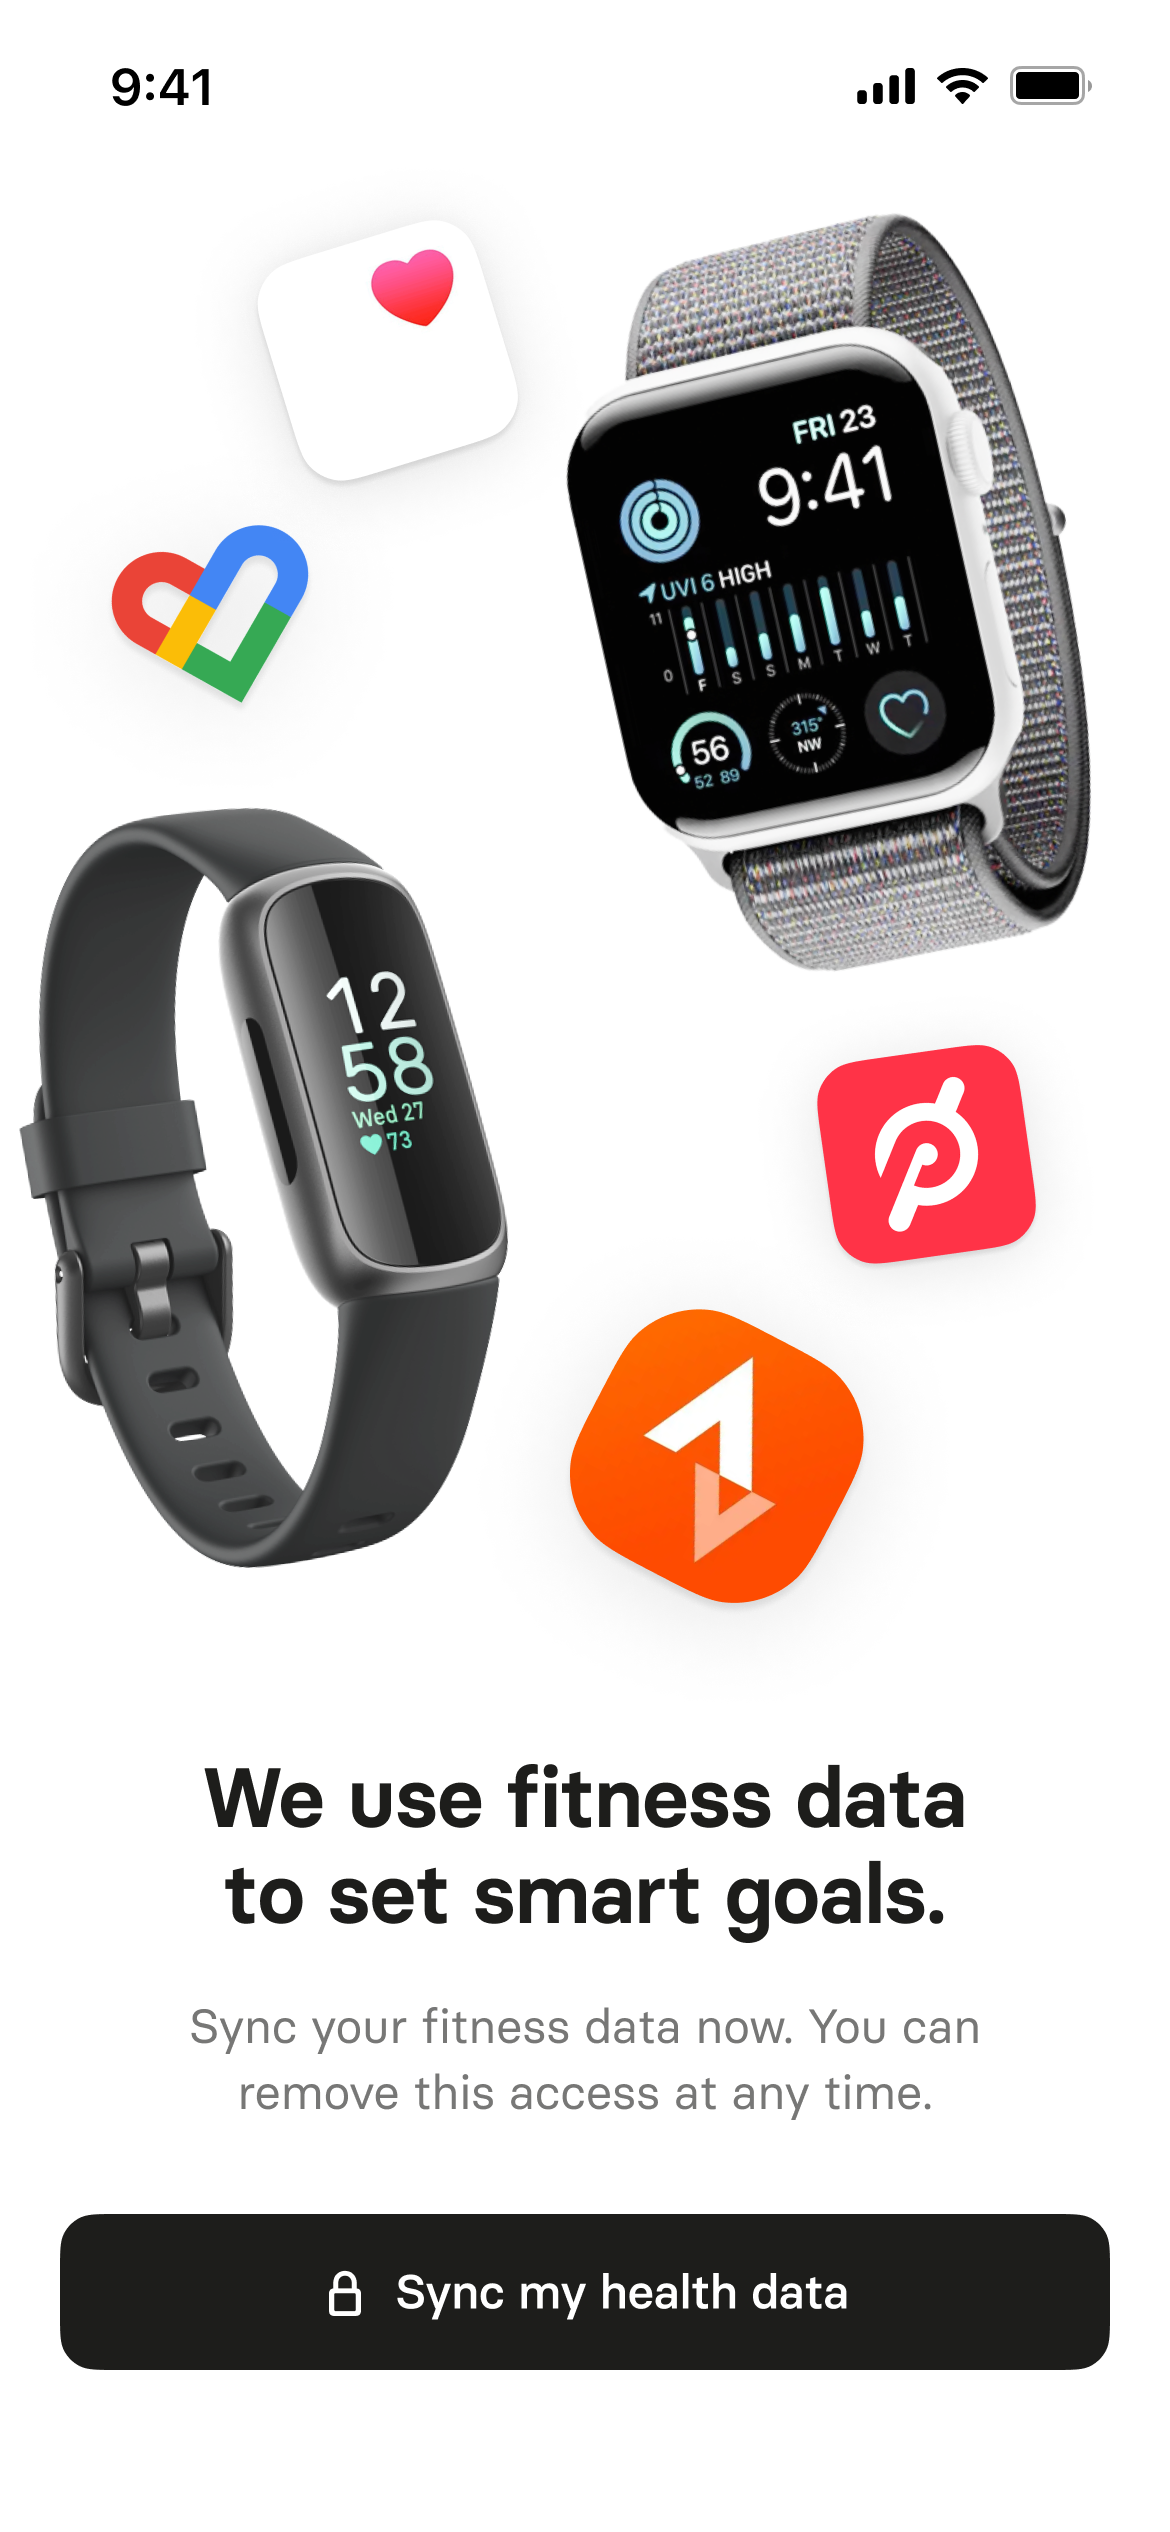 9:41
FRI 23
9:41
UVI 6 HIGH
11
0
F S S M T W T
56
52 89
315°
NW
12
58
Wed 27
73
We use fitness data
to set smart goals.
Sync your fitness data now. You can
remove this access at any time.
Sync my health data